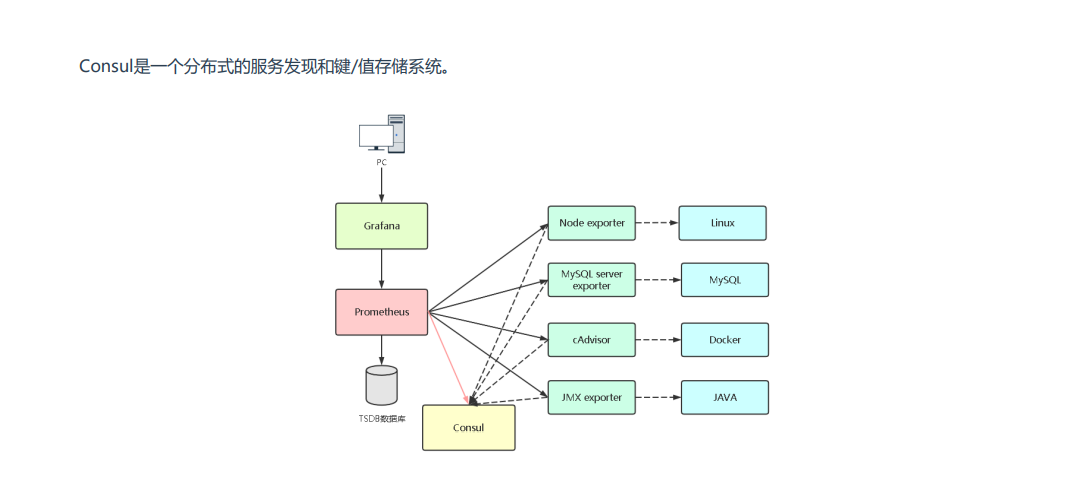 Consul是一个分布式的服务发现和键/值存储系统。
PC
Grafana
Prometheus
TSDB数据库
Consul
Node exporter
Linux
MySQL server
exporter
MySQL
cAdvisor
Docker
JMX exporter
JAVA